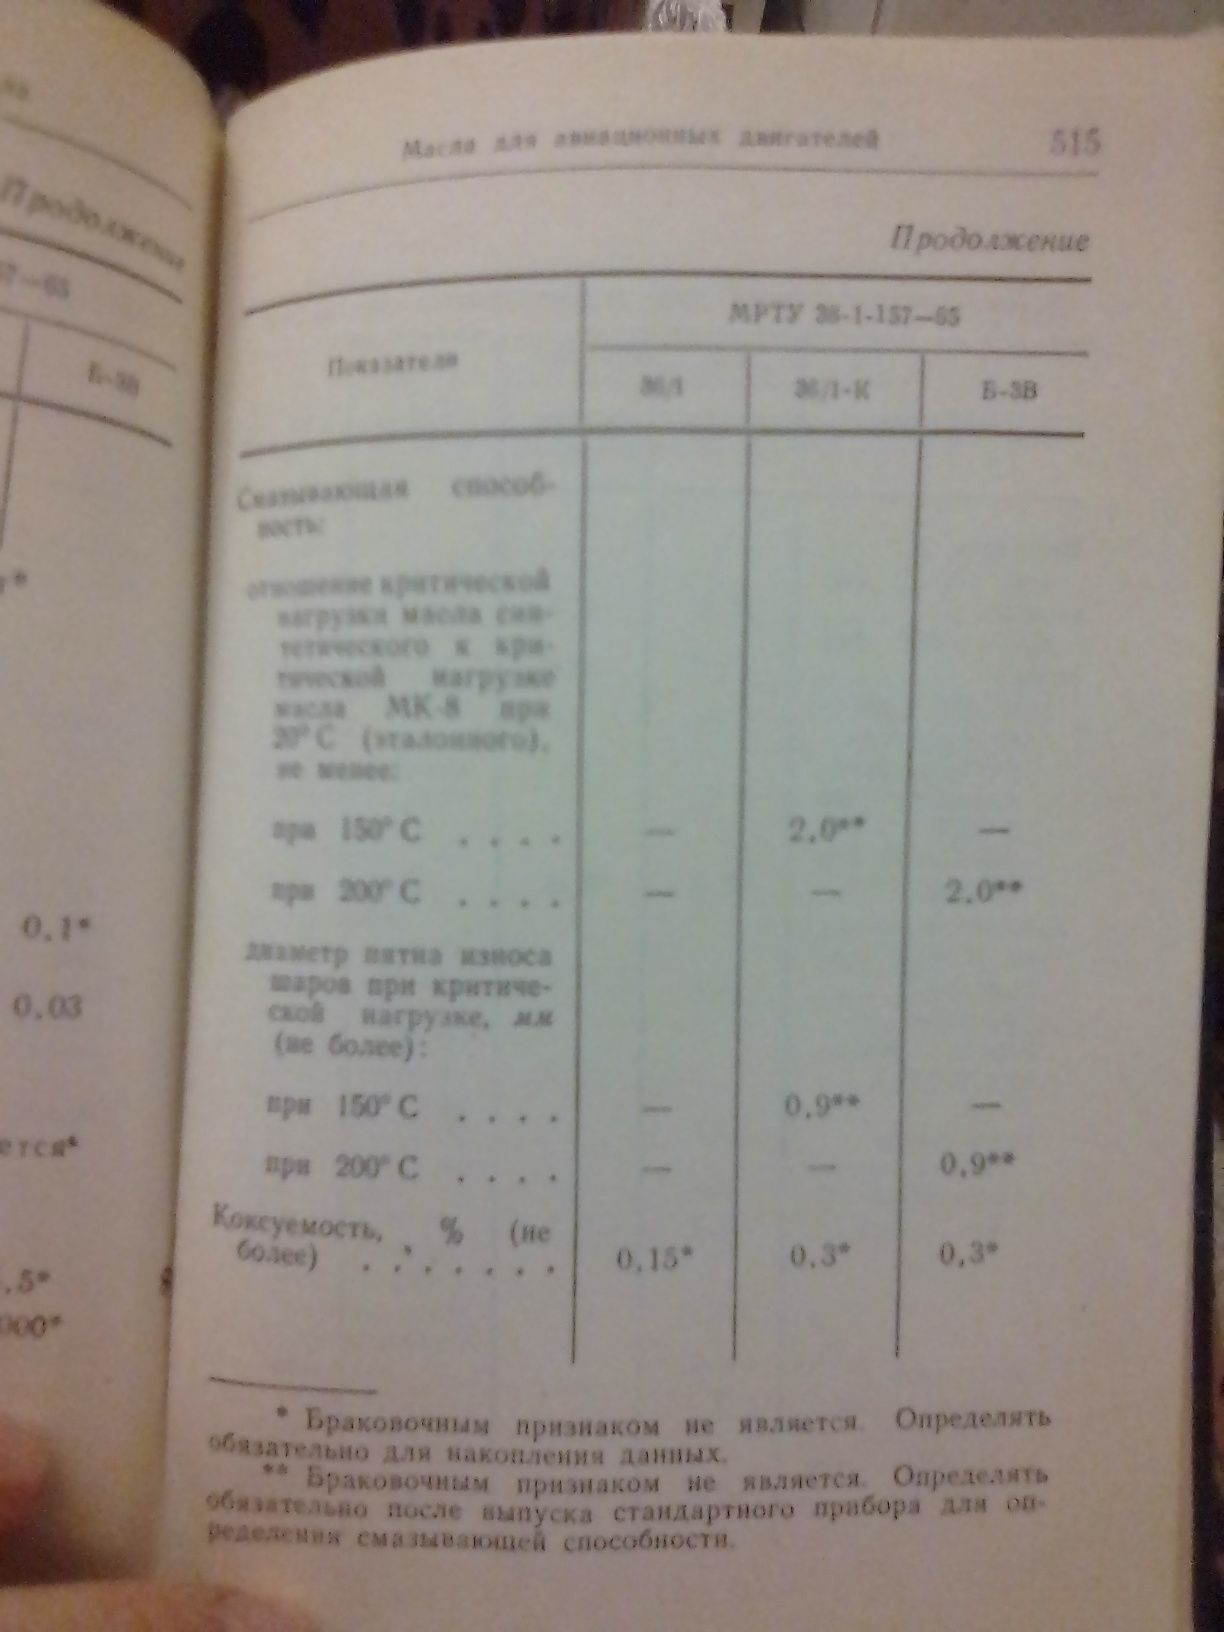 Продолжение
Б-3В
0.1*
0.03
Масла для авиационных двигателей 515
Продолжение
Показатели
МРТУ 38-1-157—65
36/1 36/1-К Б-3В
Смазывающая способ-
ность:
отношение критической
нагрузки масла син-
тетического к кри-
тической нагрузке
масла МК-8 при
20° С (эталонного),
не менее:
при 150° С . . . . — 2,0** —
при 200° С . . . . — — 2,0**
диаметр пятна износа
шаров при критиче-
ской нагрузке, мм
(не более):
при 150° С . . . . — 0,9** —
при 200° С . . . . — — 0,9**
Коксуемость, % (не
более) . . . . . . . 0,15* 0,3* 0,3*
* Браковочным признаком не является. Определять
обязательно для накопления данных.
** Браковочным признаком не является. Определять
обязательно после выпуска стандартного прибора для оп-
ределения смазывающей способности.